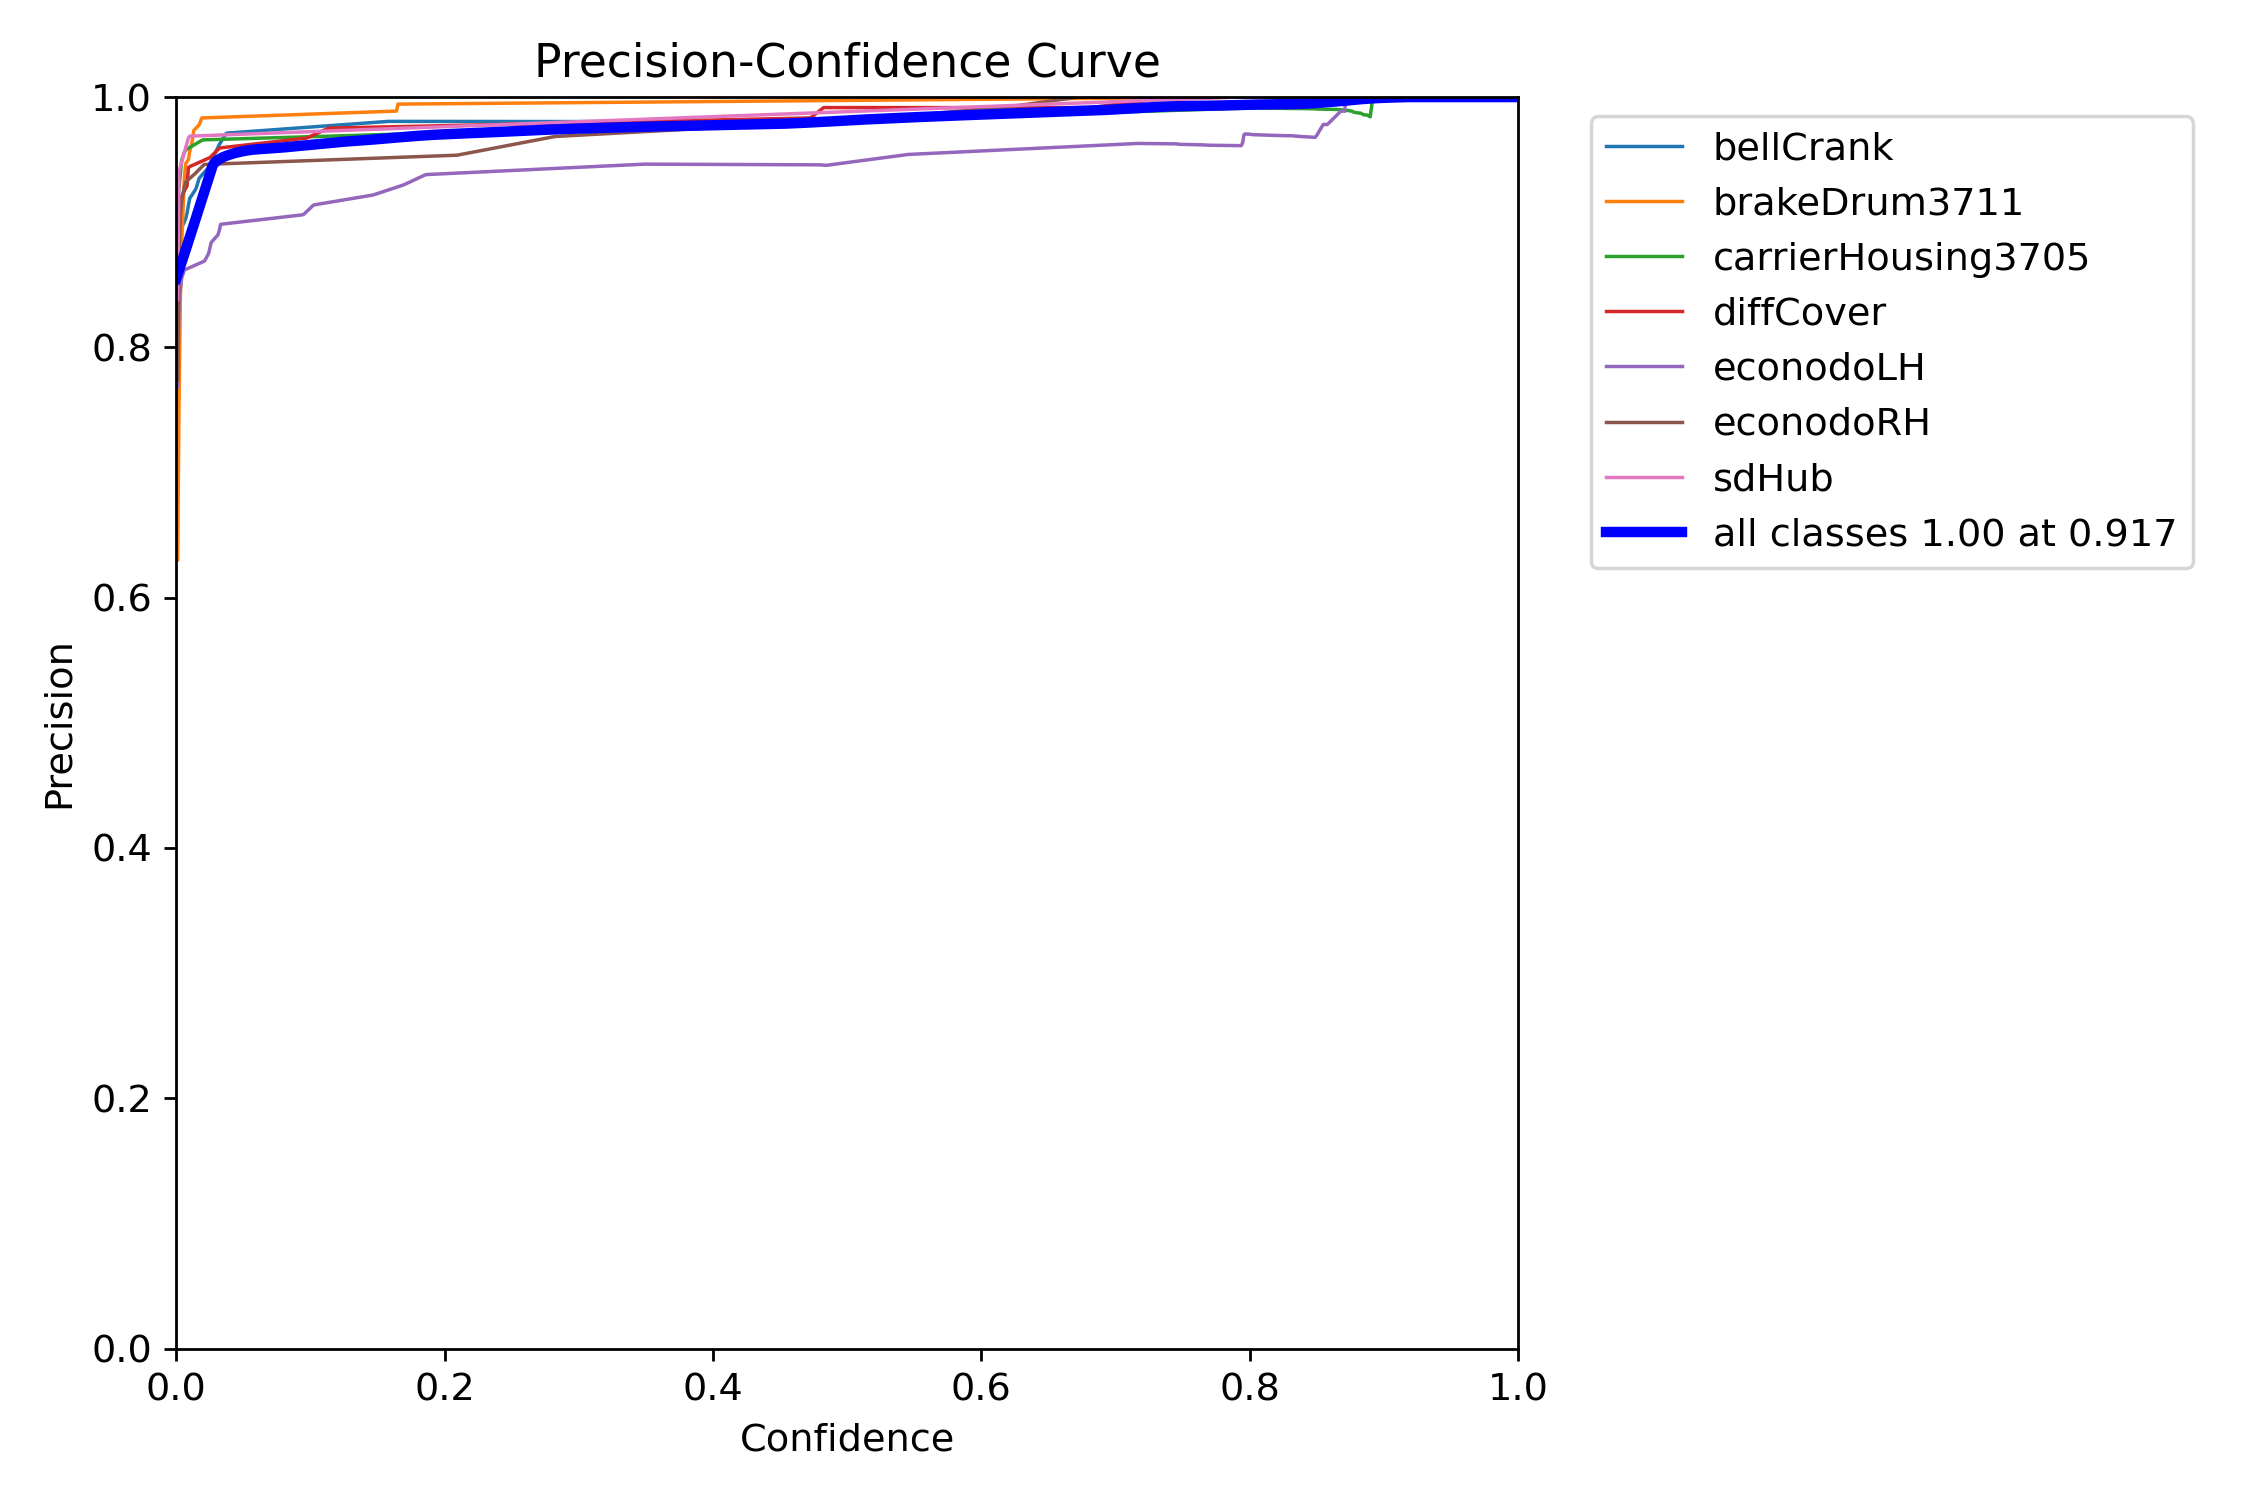 Precision-Confidence Curve
1.0
0.8
0.6
0.4
0.2
0.0
Precision
0.0 0.2 0.4 0.6 0.8 1.0
Confidence
bellCrank
brakeDrum3711
carrierHousing3705
diffCover
econodoLH
econodoRH
sdHub
all classes 1.00 at 0.917